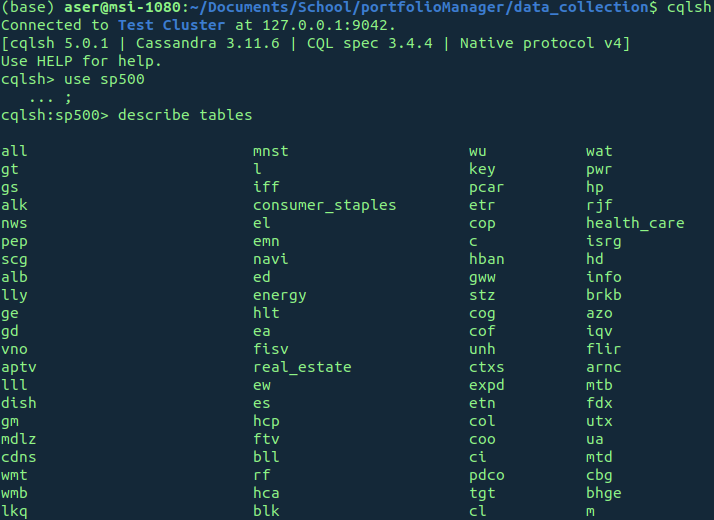 (base) aser@msi-1080:~/Documents/School/portfolioManager/data_collection$ cqlsh
Connected to Test Cluster at 127.0.0.1:9042.
[cqlsh 5.0.1 | Cassandra 3.11.6 | CQL spec 3.4.4 | Native protocol v4]
Use HELP for help.
cqlsh> use sp500
   ... ;
cqlsh:sp500> describe tables

all mnst wu wat
gt l key pwr
gs iff pcar hp
alk consumer_staples etr rjf
nws el cop health_care
pep emn c isrg
scg navi hban hd
alb ed gww info
lly energy stz brkb
ge hlt cog azo
gd ea cof iqv
vno fisv unh flir
aptv real_estate ctxs arnc
lll ew expd mtb
dish es etn fdx
gm hcp col utx
mdlz ftv coo ua
cdns bll ci mtd
wmt rf pdco cbg
wmb hca tgt bhge
lkq blk cl m